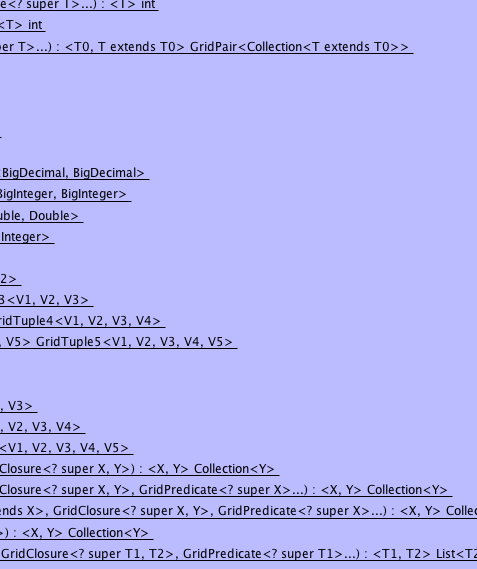 e<? super T>...) : <T> int
<T> int
per T>...) : <T0, T extends T0> GridPair<Collection<T extends T0>>
BigDecimal, BigDecimal>
BigInteger, BigInteger>
uble, Double>
Integer>
2>
3<V1, V2, V3>
ridTuple4<V1, V2, V3, V4>
, V5> GridTuple5<V1, V2, V3, V4, V5>
, V3>
, V2, V3, V4>
<V1, V2, V3, V4, V5>
Closure<? super X, Y>) : <X, Y> Collection<Y>
Closure<? super X, Y>, GridPredicate<? super X>...) : <X, Y> Collection<Y>
ends X>, GridClosure<? super X, Y>, GridPredicate<? super X>...) : <X, Y> Collec
>) : <X, Y> Collection<Y>
GridClosure<? super T1, T2>, GridPredicate<? super T1>...) : <T1, T2> List<T2